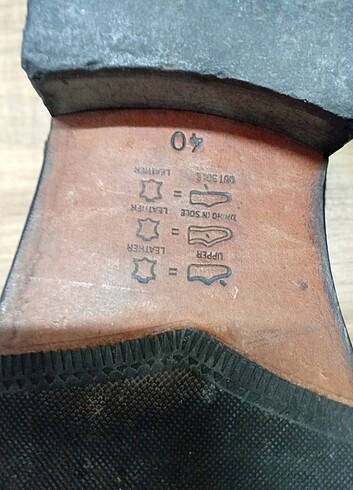 =
UPPER LEATHER
=
LINING IN SOLE LEATHER
=
OUT SOLE LEATHER
40